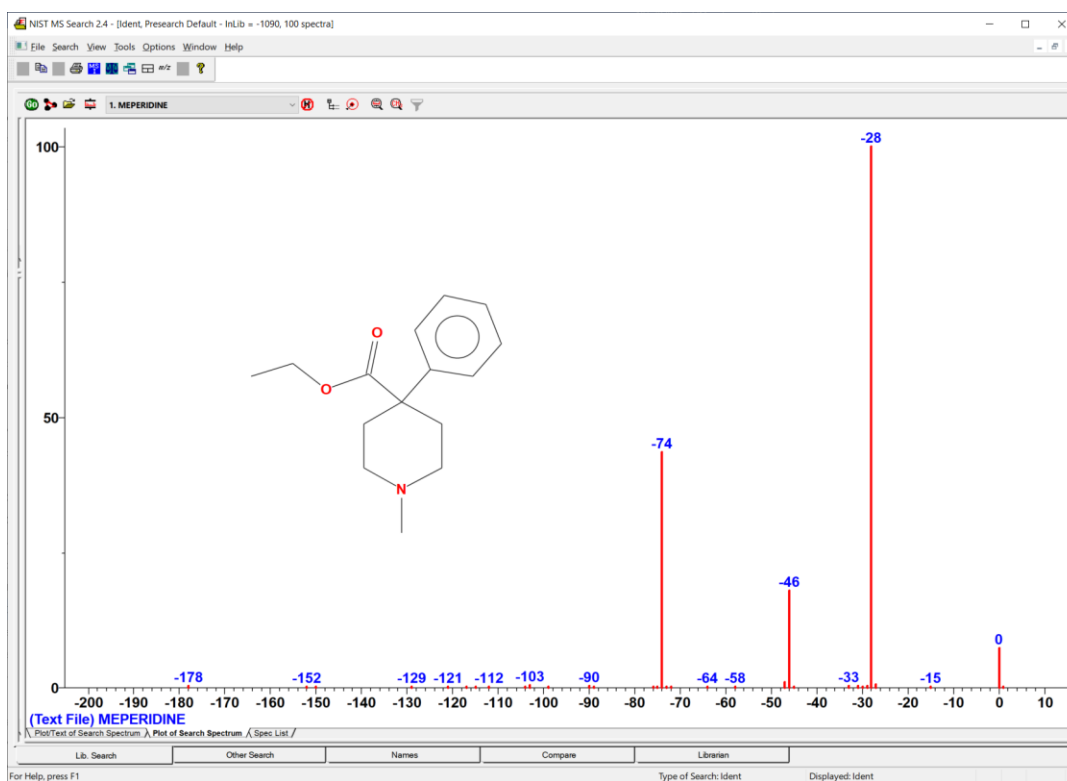 NIST MS Search 2.4 - [Ident, Presearch Default - InLib = -1090, 100 spectra]
File Search View Tools Options Window Help
m/z ?
GO 1. MEPERIDINE H
100
50
0
-28
-74
-46
0
-178 -152 -129 -121 -112 -103 -90 -64 -58 -33 -15
O
O
N
-200 -190 -180 -170 -160 -150 -140 -130 -120 -110 -100 -90 -80 -70 -60 -50 -40 -30 -20 -10 0 10
(Text File) MEPERIDINE
Plot/Text of Search Spectrum Plot of Search Spectrum Spec List
Lib. Search Other Search Names Compare Librarian
For Help, press F1 Type of Search: Ident Displayed: Ident